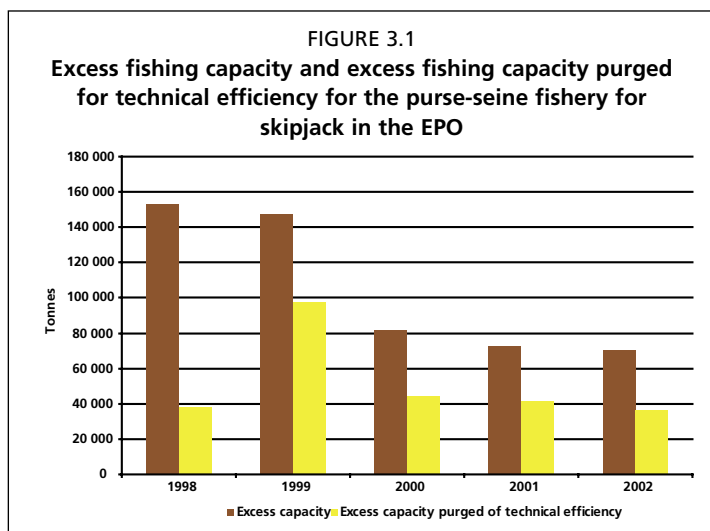 FIGURE 3.1
Excess fishing capacity and excess fishing capacity purged
for technical efficiency for the purse-seine fishery for
skipjack in the EPO
180 000
160 000
140 000
120 000
100 000
80 000
60 000
40 000
20 000
0
Tonnes
1998 1999 2000 2001 2002
Excess capacity Excess capacity purged of technical efficiency